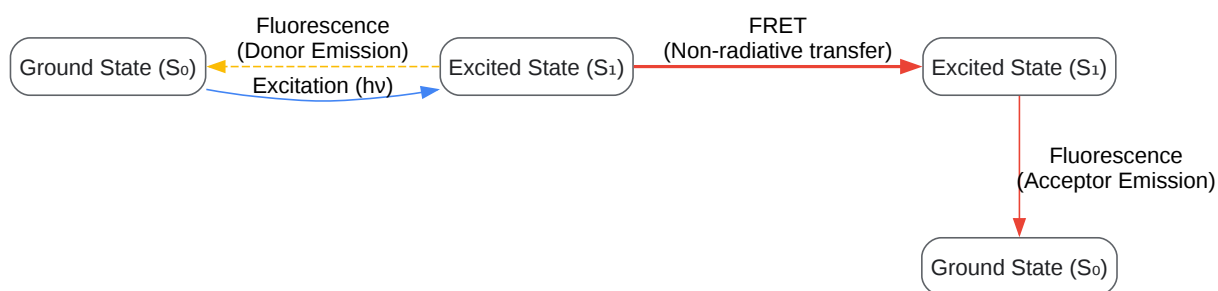 Fluorescence
(Donor Emission)
FRET
(Non-radiative transfer)
Ground State (S₀)
Excited State (S₁)
Excited State (S₁)
Excitation (hν)
Fluorescence
(Acceptor Emission)
Ground State (S₀)